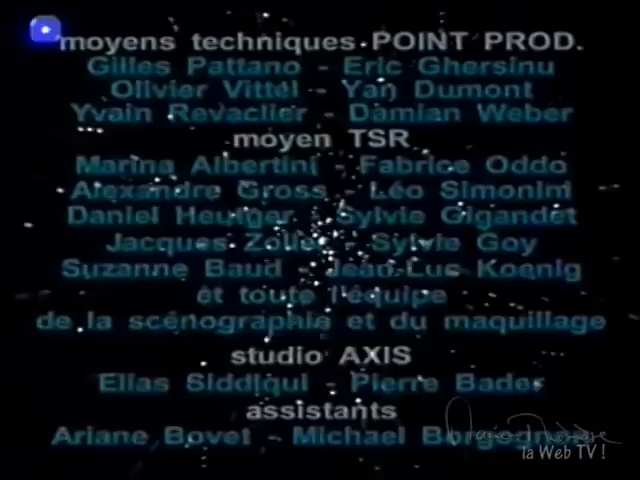 moyens techniques POINT PROD.
Gilles Pattano - Eric Ghersinu
Olivier Vittel - Yan Dumont
Yvain Revaclier - Damian Weber
moyen TSR
Marina Albertini - Fabrice Oddo
Alexandre Gross - Léo Simonini
Daniel Heutger Sylvie Gigandet
Jacques - Sylvie Goy
Suzanne Baud - Jean-Luc Koenig
et toute l'équipe
de la scénographie et du maquillage
studio AXIS
Elias Siddiqui - Pierre Bader
assistants
Ariane Bovet - Michael
la Web TV !